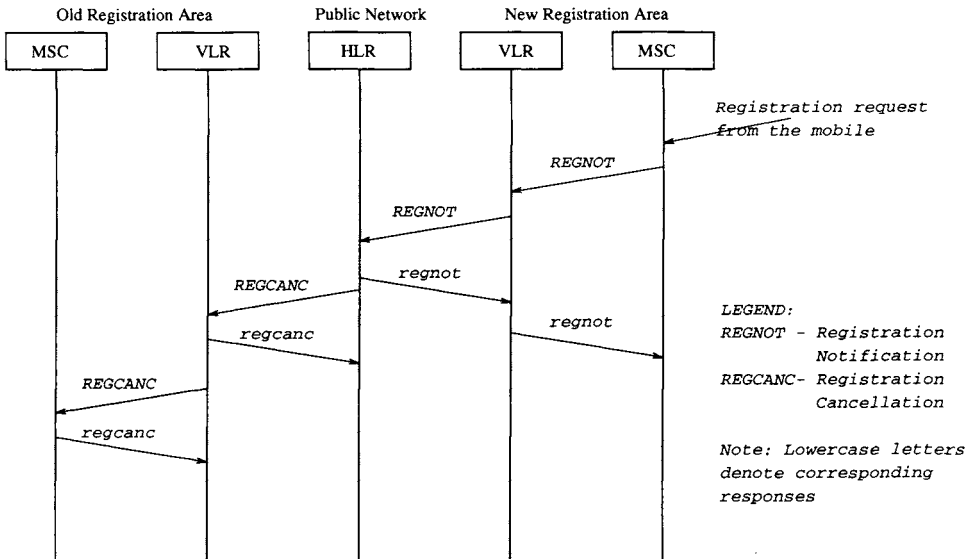 Old Registration Area
Public Network
New Registration Area
MSC
VLR
HLR
VLR
MSC
Registration request
from the mobile
REGNOT
REGNOT
regnot
REGCANC
regnot
regcanc
REGCANC
regcanc
LEGEND:
REGNOT - Registration
Notification
REGCANC- Registration
Cancellation
Note: Lowercase letters
denote corresponding
responses